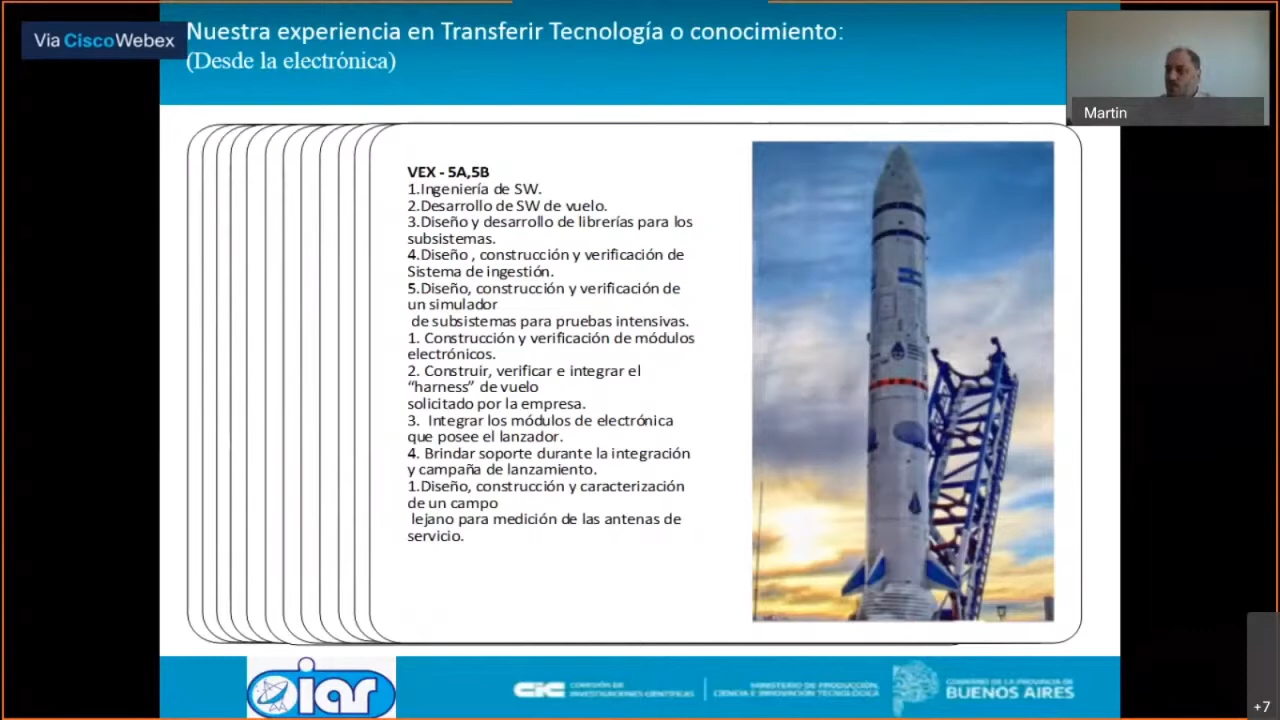 Via Cisco Webex
Nuestra experiencia en Transferir Tecnología o conocimiento:
(Desde la electrónica)
Martin
VEX - 5A,5B
1.Ingeniería de SW.
2.Desarrollo de SW de vuelo.
3.Diseño y desarrollo de librerías para los
subsistemas.
4.Diseño , construcción y verificación de
Sistema de ingestión.
5.Diseño, construcción y verificación de
un simulador
de subsistemas para pruebas intensivas.
1. Construcción y verificación de módulos
electrónicos.
2. Construir, verificar e integrar el
“harness” de vuelo
solicitado por la empresa.
3. Integrar los módulos de electrónica
que posee el lanzador.
4. Brindar soporte durante la integración
y campaña de lanzamiento.
1.Diseño, construcción y caracterización
de un campo
lejano para medición de las antenas de
servicio.
iar
CIC
COMISIÓN DE
INVESTIGACIONES CIENTÍFICAS
MINISTERIO DE PRODUCCIÓN,
CIENCIA E INNOVACIÓN TECNOLÓGICA
GOBIERNO DE LA PROVINCIA DE
BUENOS AIRES
+7